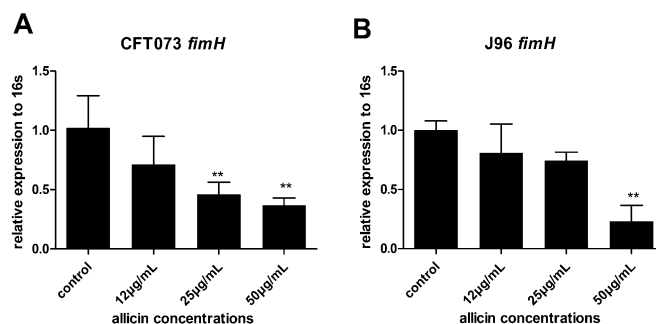 A
CFT073 fimH
relative expression to 16s
1.5
1.0
0.5
0.0
**
**
control
12µg/mL
25µg/mL
50µg/mL
allicin concentrations
B
J96 fimH
relative expression to 16s
1.5
1.0
0.5
0.0
**
control
12µg/mL
25µg/mL
50µg/mL
allicin concentrations